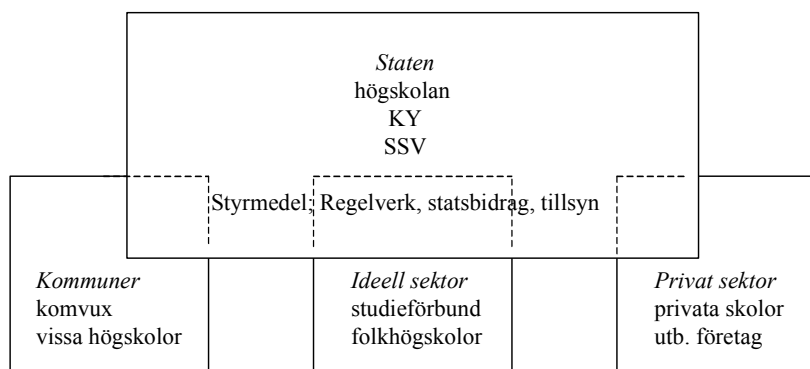 Staten
högskolan
KY
SSV
Styrmedel; Regelverk, statsbidrag, tillsyn
Kommuner
komvux
vissa högskolor
Ideell sektor
studieförbund
folkhögskolor
Privat sektor
privata skolor
utb. företag